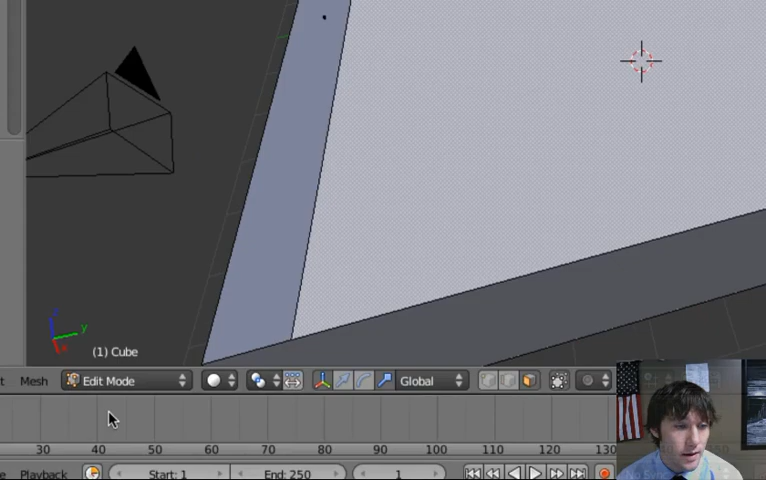 z
y
x
(1) Cube
t Mesh Edit Mode Global
30 40 50 60 70 80 90 100 110 120 130
e Playback Start: 1 End: 250 1